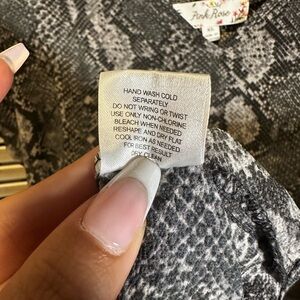 Pink Rose
HAND WASH COLD
SEPARATELY
DO NOT WRING OR TWIST
USE ONLY NON-CHLORINE
BLEACH WHEN NEEDED
RESHAPE AND DRY FLAT
COOL IRON AS NEEDED
FOR BEST RESULT
DRY CLEAN